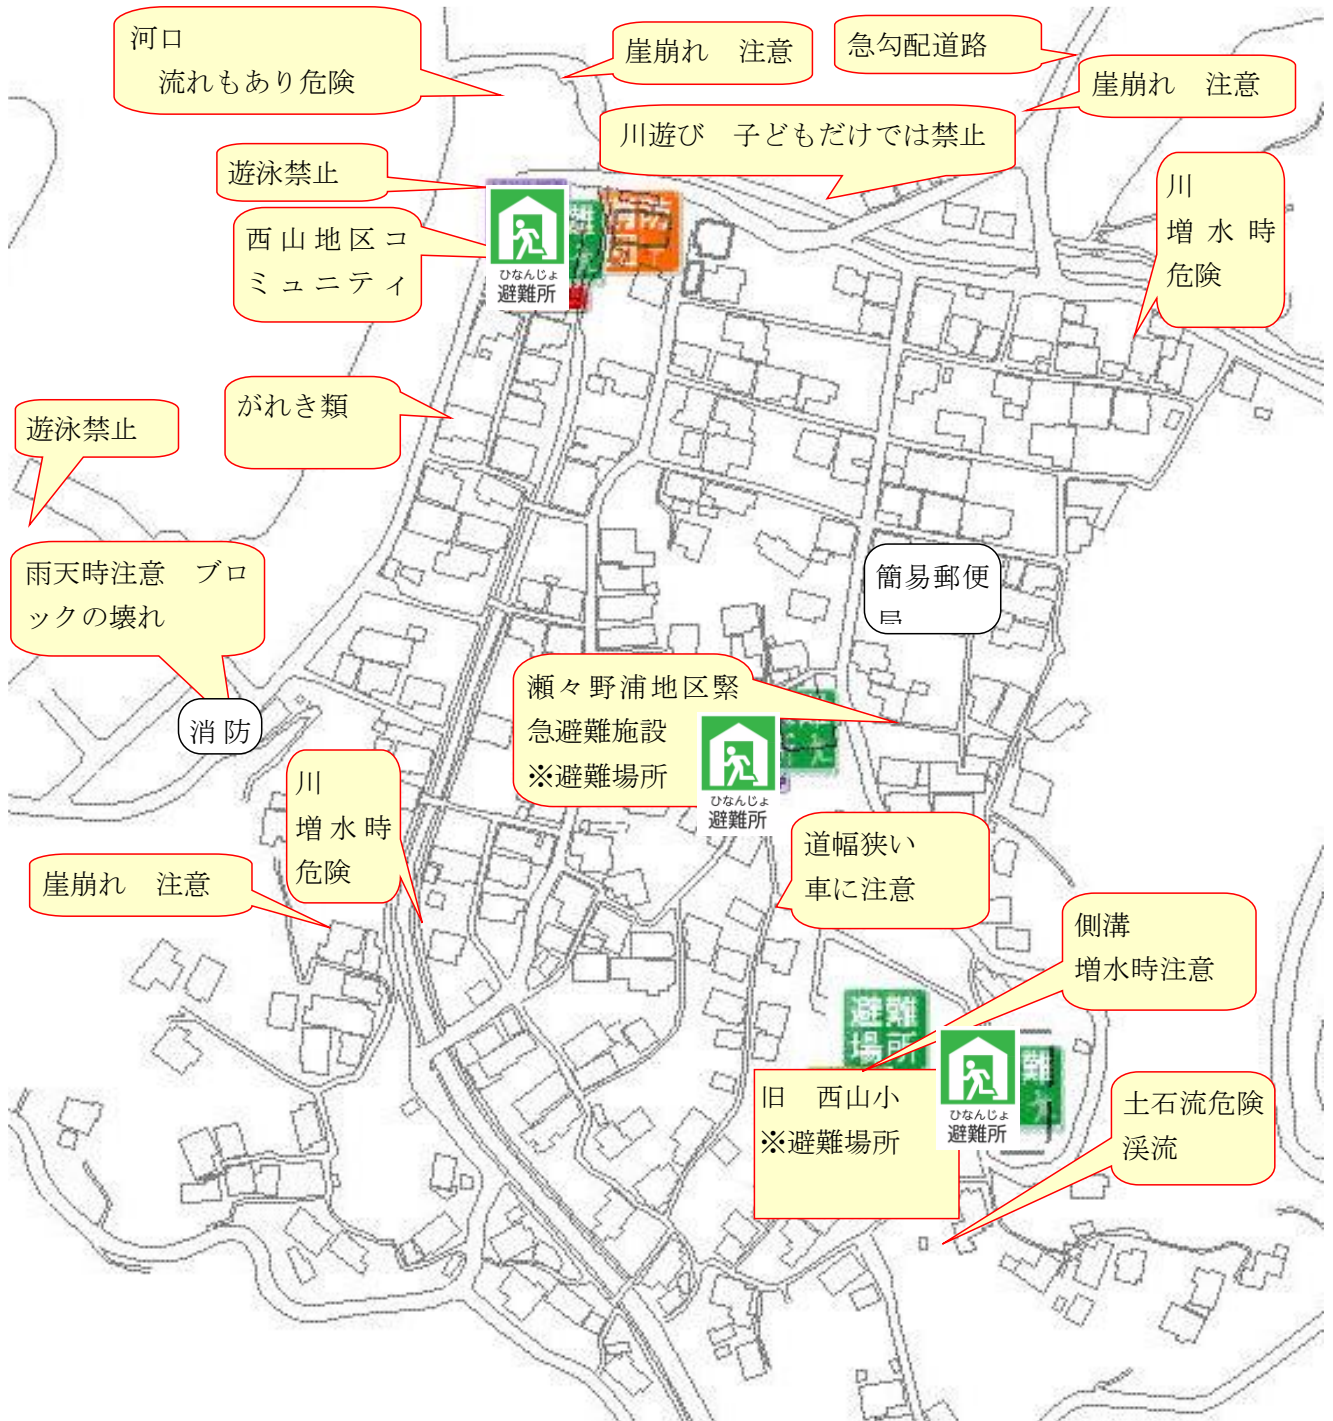 河口
流れもあり危険
崖崩れ　注意
急勾配道路
崖崩れ　注意
川遊び　子どもだけでは禁止
遊泳禁止
川
増水時
危険
西山地区コ
ミュニティ
ひなんじょ
避難所
がれき類
遊泳禁止
雨天時注意　ブロ
ックの壊れ
消防
簡易郵便
瀬々野浦地区緊
急避難施設
※避難場所
ひなんじょ
避難所
川
増水時
危険
道幅狭い
車に注意
崖崩れ　注意
側溝
増水時注意
避難
場所
旧　西山小
※避難場所
ひなんじょ
避難所
難
土石流危険
渓流